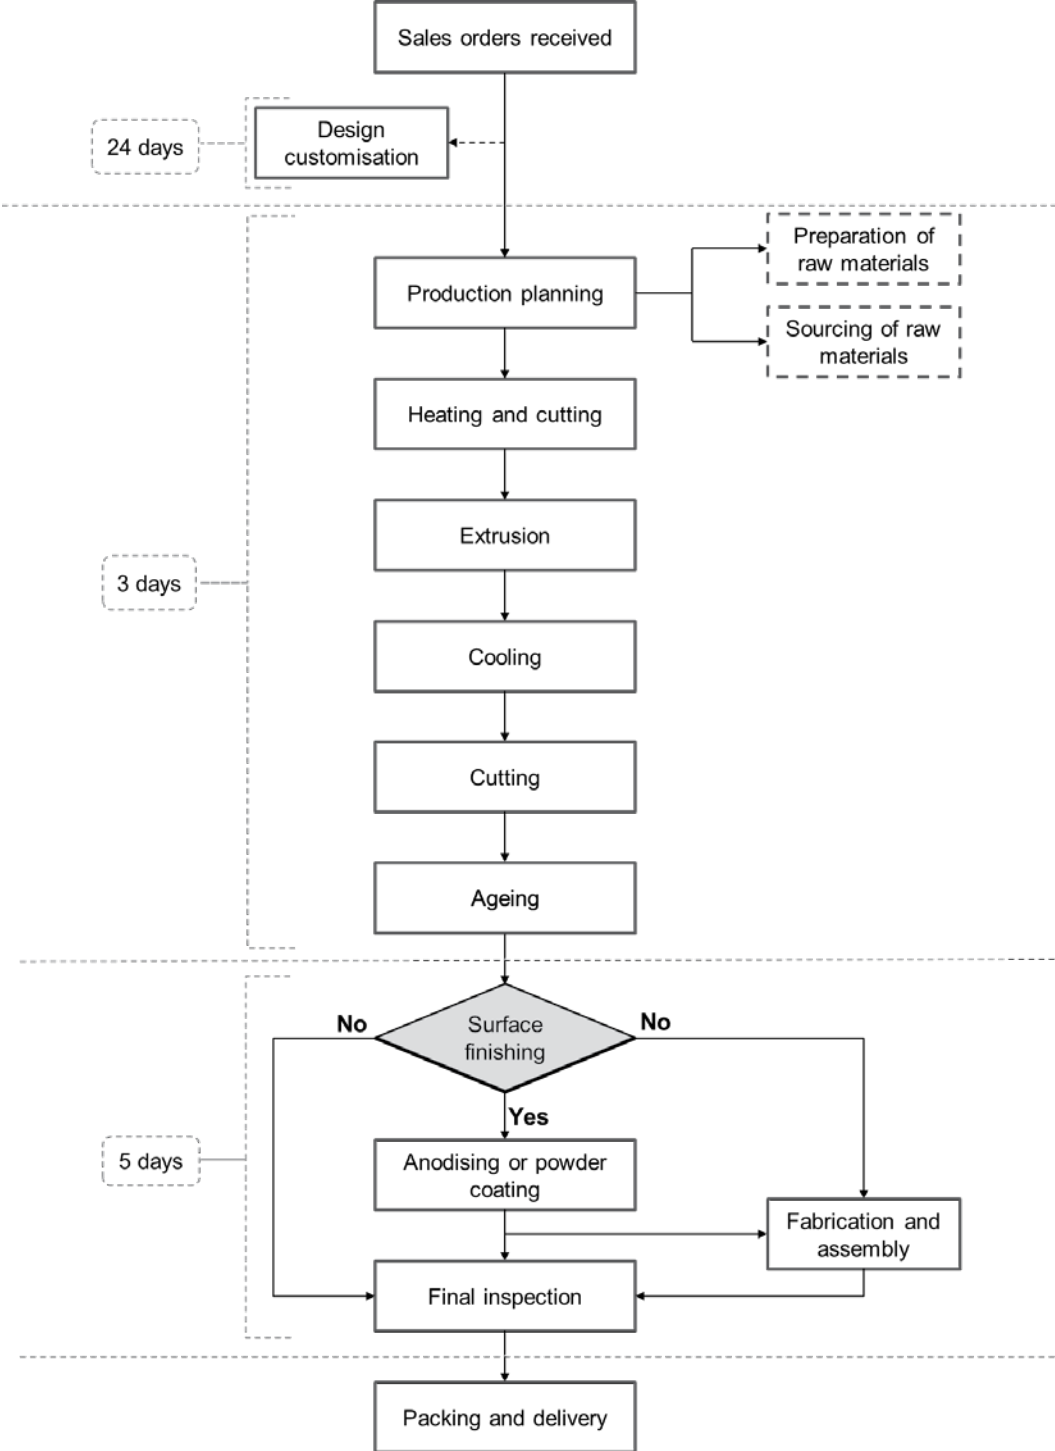 Sales orders received
24 days
Design
customisation
Preparation of
raw materials
Production planning
Sourcing of raw
materials
Heating and cutting
Extrusion
3 days
Cooling
Cutting
Ageing
No
Surface
finishing
No
Yes
5 days
Anodising or powder
coating
Fabrication and
assembly
Final inspection
Packing and delivery